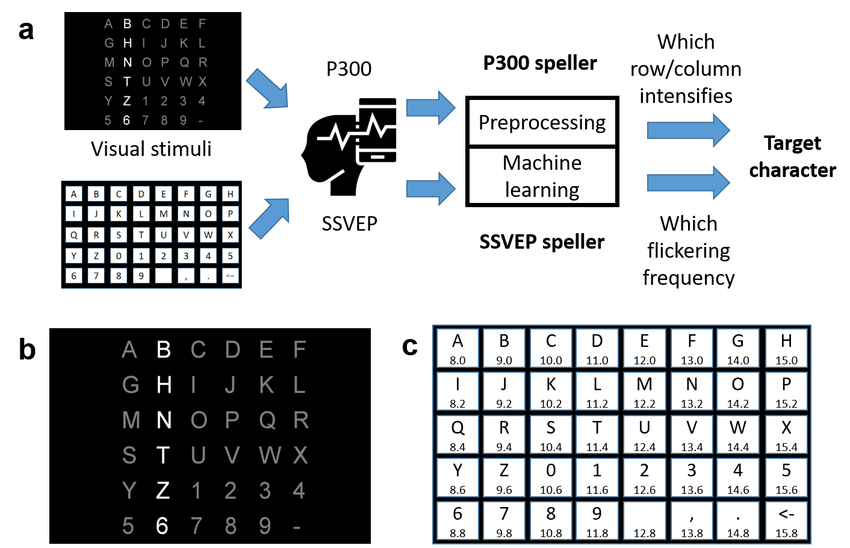 a
A B C D E F
G H I J K L
M N O P Q R
S T U V W X
Y Z 1 2 3 4
5 6 7 8 9 -
Visual stimuli
A B C D E F G H
I J K L M N O P
Q R S T U V W X
Y Z 0 1 2 3 4 5
6 7 8 9 , . <-
P300
SSVEP
P300 speller
Preprocessing
Machine
learning
SSVEP speller
Which
row/column
intensifies
Which
flickering
frequency
Target
character
b
A B C D E F
G H I J K L
M N O P Q R
S T U V W X
Y Z 1 2 3 4
5 6 7 8 9 -
c
A B C D E F G H
8.0 9.0 10.0 11.0 12.0 13.0 14.0 15.0
I J K L M N O P
8.2 9.2 10.2 11.2 12.2 13.2 14.2 15.2
Q R S T U V W X
8.4 9.4 10.4 11.4 12.4 13.4 14.4 15.4
Y Z 0 1 2 3 4 5
8.6 9.6 10.6 11.6 12.6 13.6 14.6 15.6
6 7 8 9 , . <-
8.8 9.8 10.8 11.8 12.8 13.8 14.8 15.8